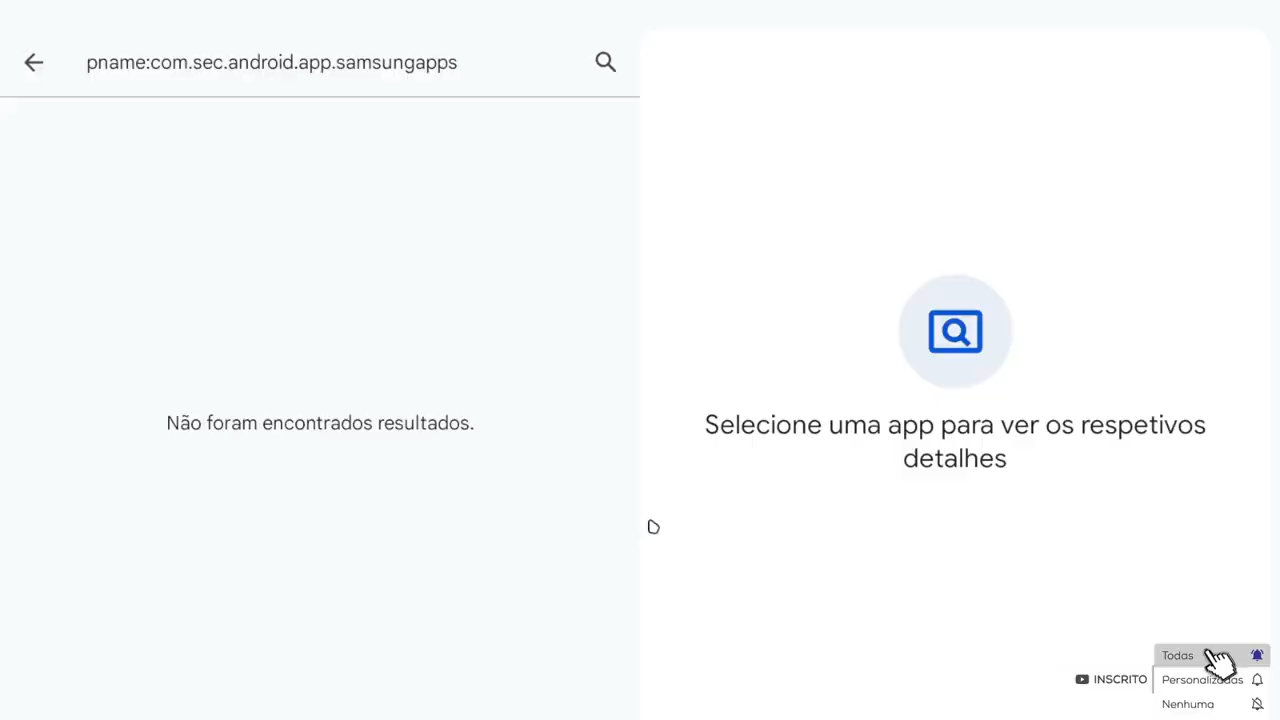 pname:com.sec.android.app.samsungapps
Não foram encontrados resultados.
Selecione uma app para ver os respetivos
detalhes
INSCRITO
Todas
Personalizadas
Nenhuma